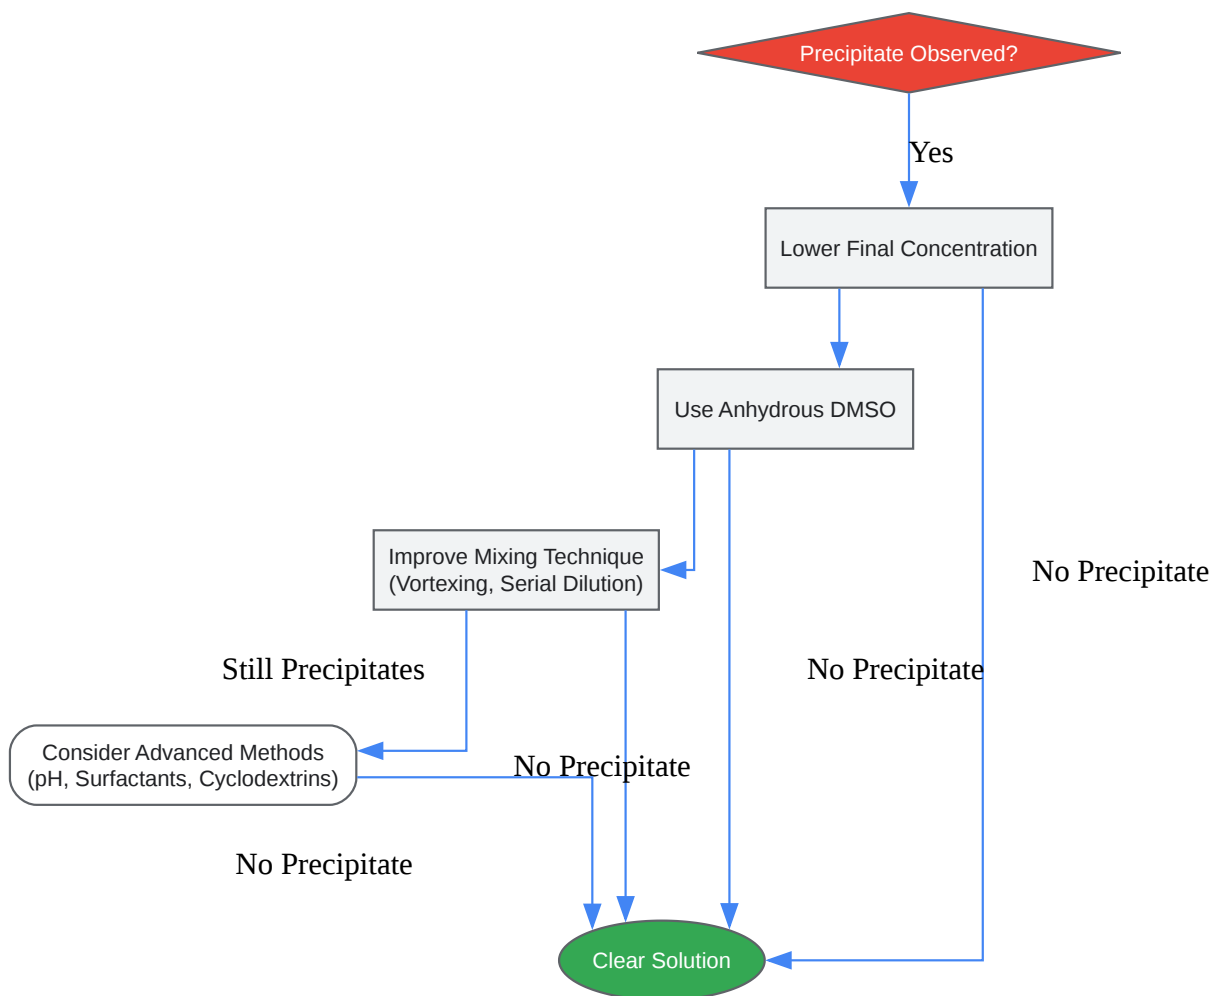 Precipitate Observed?
Yes
Lower Final Concentration
Use Anhydrous DMSO
Improve Mixing Technique
(Vortexing, Serial Dilution)
No Precipitate
Still Precipitates
No Precipitate
Consider Advanced Methods
(pH, Surfactants, Cyclodextrins)
No Precipitate
No Precipitate
Clear Solution